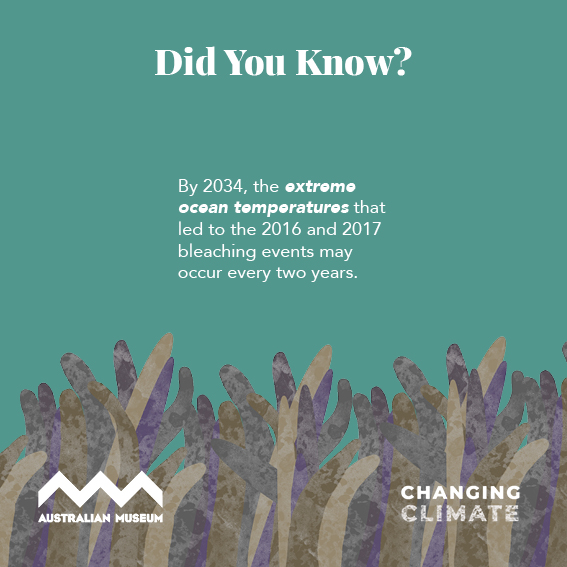 Did You Know?
By 2034, the extreme
ocean temperatures that
led to the 2016 and 2017
bleaching events may
occur every two years.
AUSTRALIAN MUSEUM
CHANGING
CLIMATE